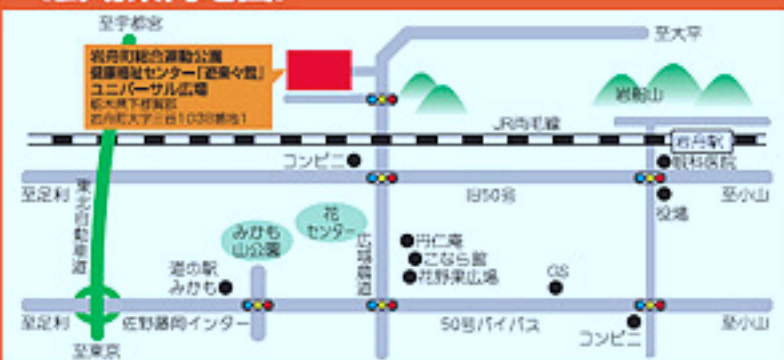 至宇都宮
至大平
岩舟町総合運動公園
健康福祉センター「遊楽々館」
ユニバーサル広場
栃木県下都賀郡
岩舟町大字三谷1038番地1
岩船山
JR両毛線
岩舟駅
コンビニ
眼科医院
至足利
旧50号
至小山
役場
東北自動車道
花
センター
みかも
山公園
広域農道
円仁庵
こなら館
花野果広場
道の駅
みかも
GS
至足利
佐野藤岡インター
50号バイパス
至小山
コンビニ
至東京